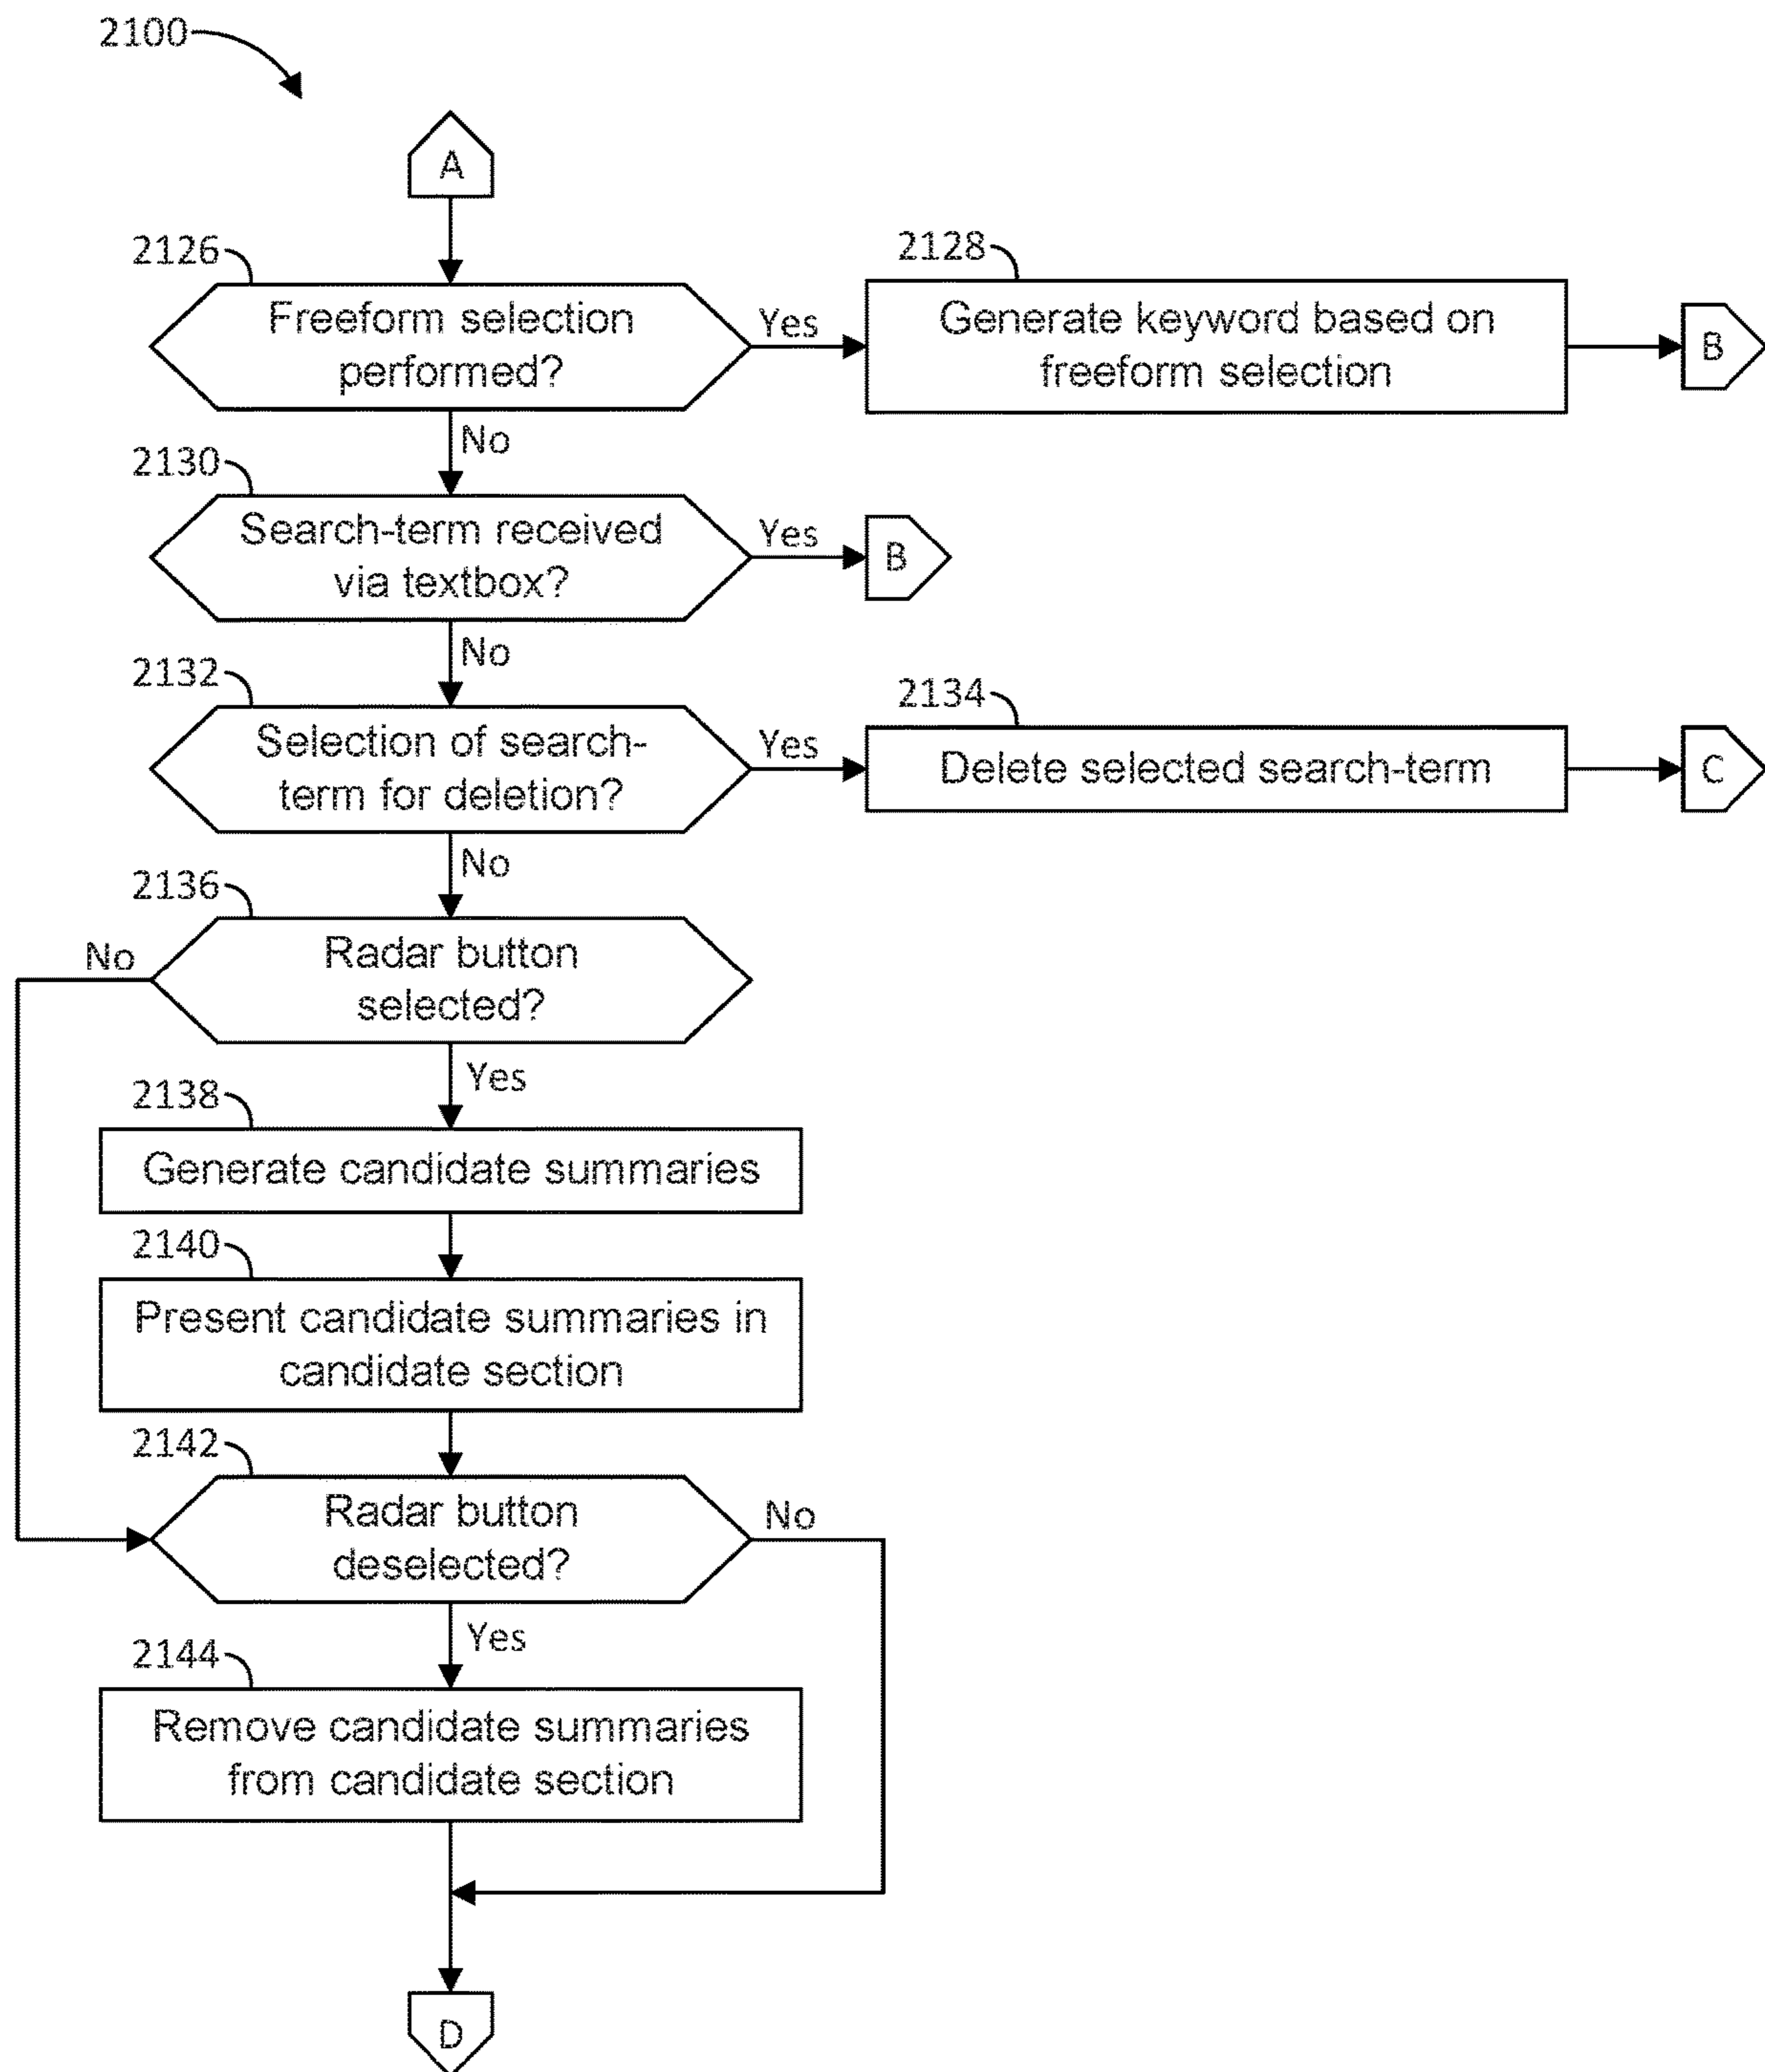 2100
A
2126
Freeform selection
performed?
Yes
2128
Generate keyword based on
freeform selection
B
No
2130
Search-term received
via textbox?
Yes
B
No
2132
Selection of search-
term for deletion?
Yes
2134
Delete selected search-term
C
No
2136
Radar button
selected?
No
Yes
2138
Generate candidate summaries
2140
Present candidate summaries in
candidate section
2142
Radar button
deselected?
No
Yes
2144
Remove candidate summaries
from candidate section
D